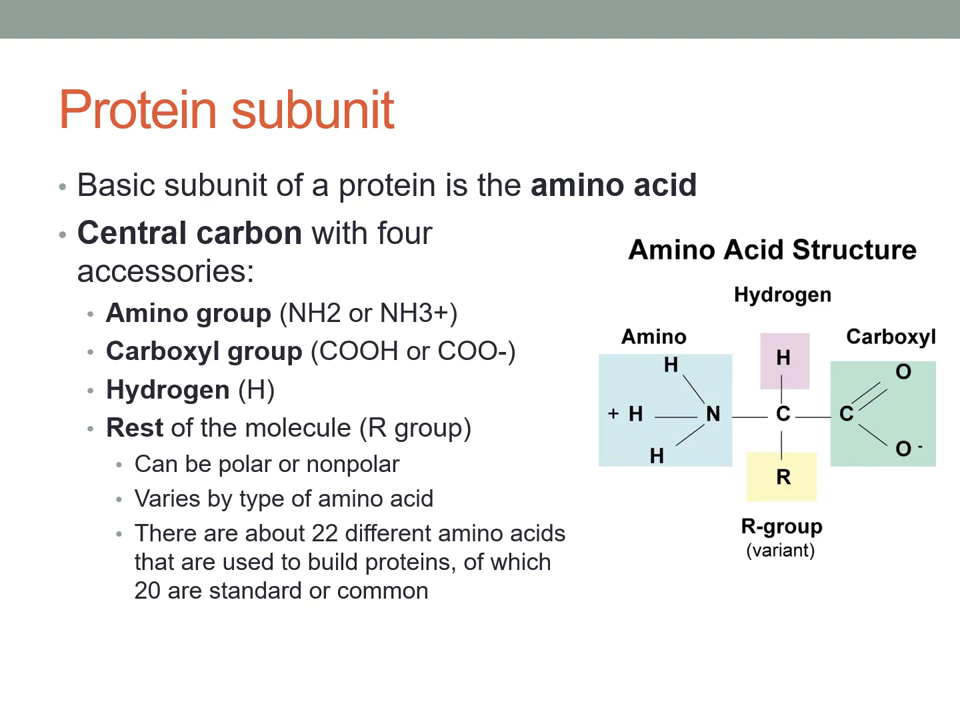 Protein subunit
• Basic subunit of a protein is the amino acid
• Central carbon with four
accessories:
• Amino group (NH2 or NH3+)
• Carboxyl group (COOH or COO-)
• Hydrogen (H)
• Rest of the molecule (R group)
• Can be polar or nonpolar
• Varies by type of amino acid
• There are about 22 different amino acids
that are used to build proteins, of which
20 are standard or common
Amino Acid Structure
Hydrogen
Amino
Carboxyl
H
H
O
+ H
N
C
C
H
O -
R
R-group
(variant)